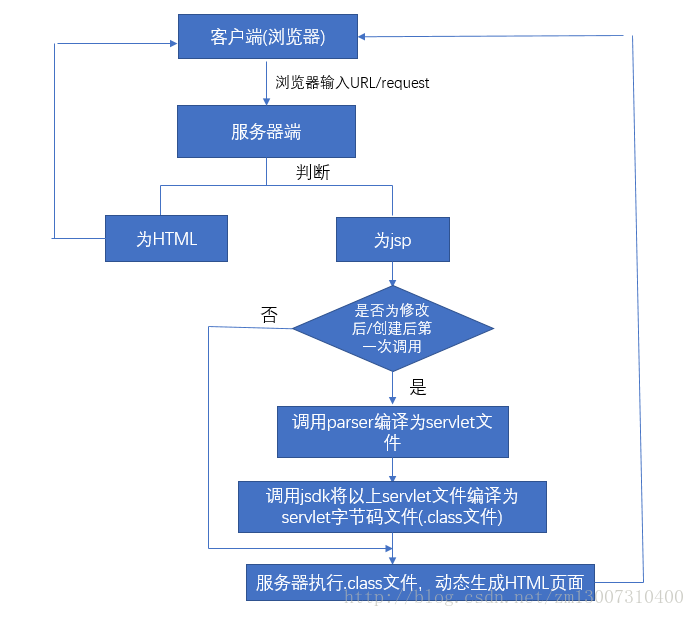 客户端(浏览器)
浏览器输入URL/request
服务器端
判断
为HTML
为jsp
是否为修改
后/创建后第
一次调用
否
是
调用parser编译为servlet文
件
调用jsdk将以上servlet文件编译为
servlet字节码文件(.class文件)
服务器执行.class文件，动态生成HTML页面
http://blog.csdn.net/zml3007310400